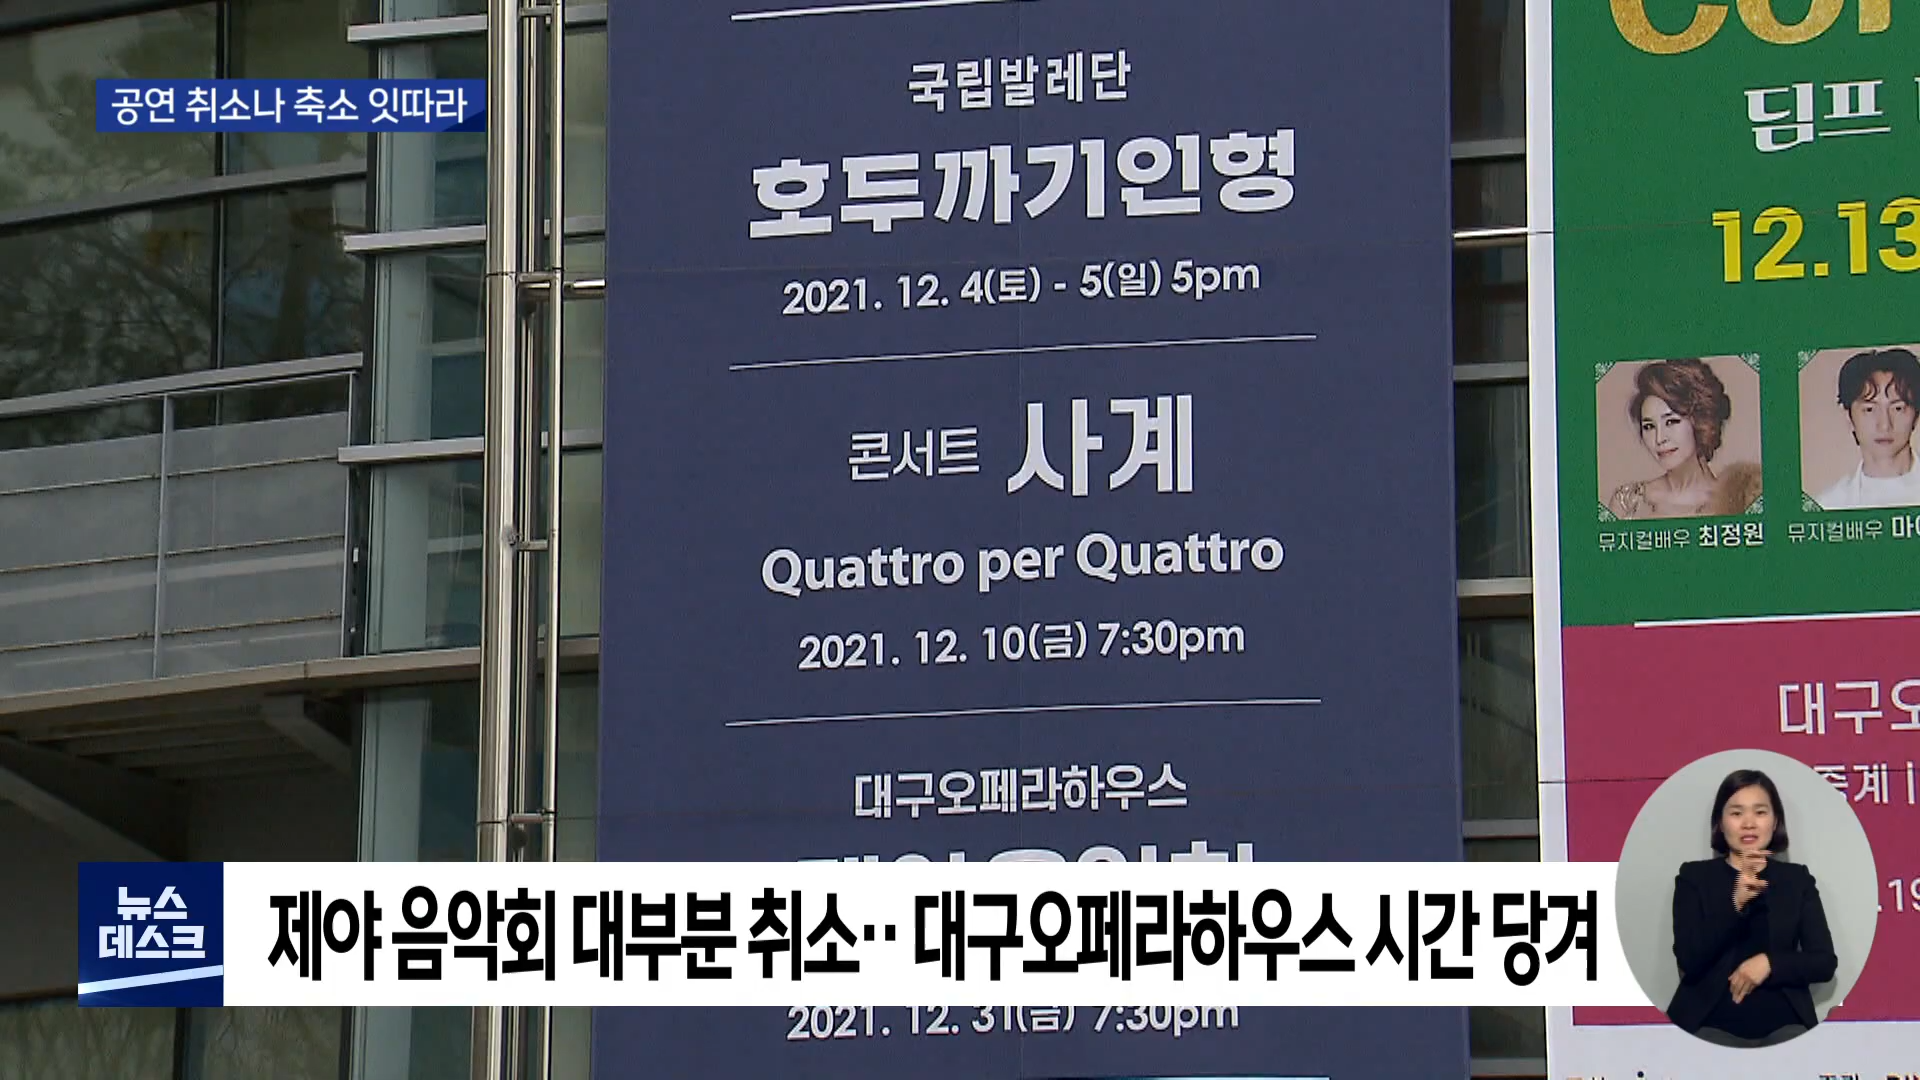 공연 취소나 축소 잇따라
국립발레단
호두까기인형
2021. 12. 4(토) - 5(일) 5pm
콘서트 사계
Quattro per Quattro
2021. 12. 10(금) 7:30pm
대구오페라하우스
2021. 12. 31(금) 7:30pm
딤프
12.13
뮤지컬배우 최정원
뮤지컬배우
대구오
뉴스
데스크
제야 음악회 대부분 취소‥ 대구오페라하우스 시간 당겨